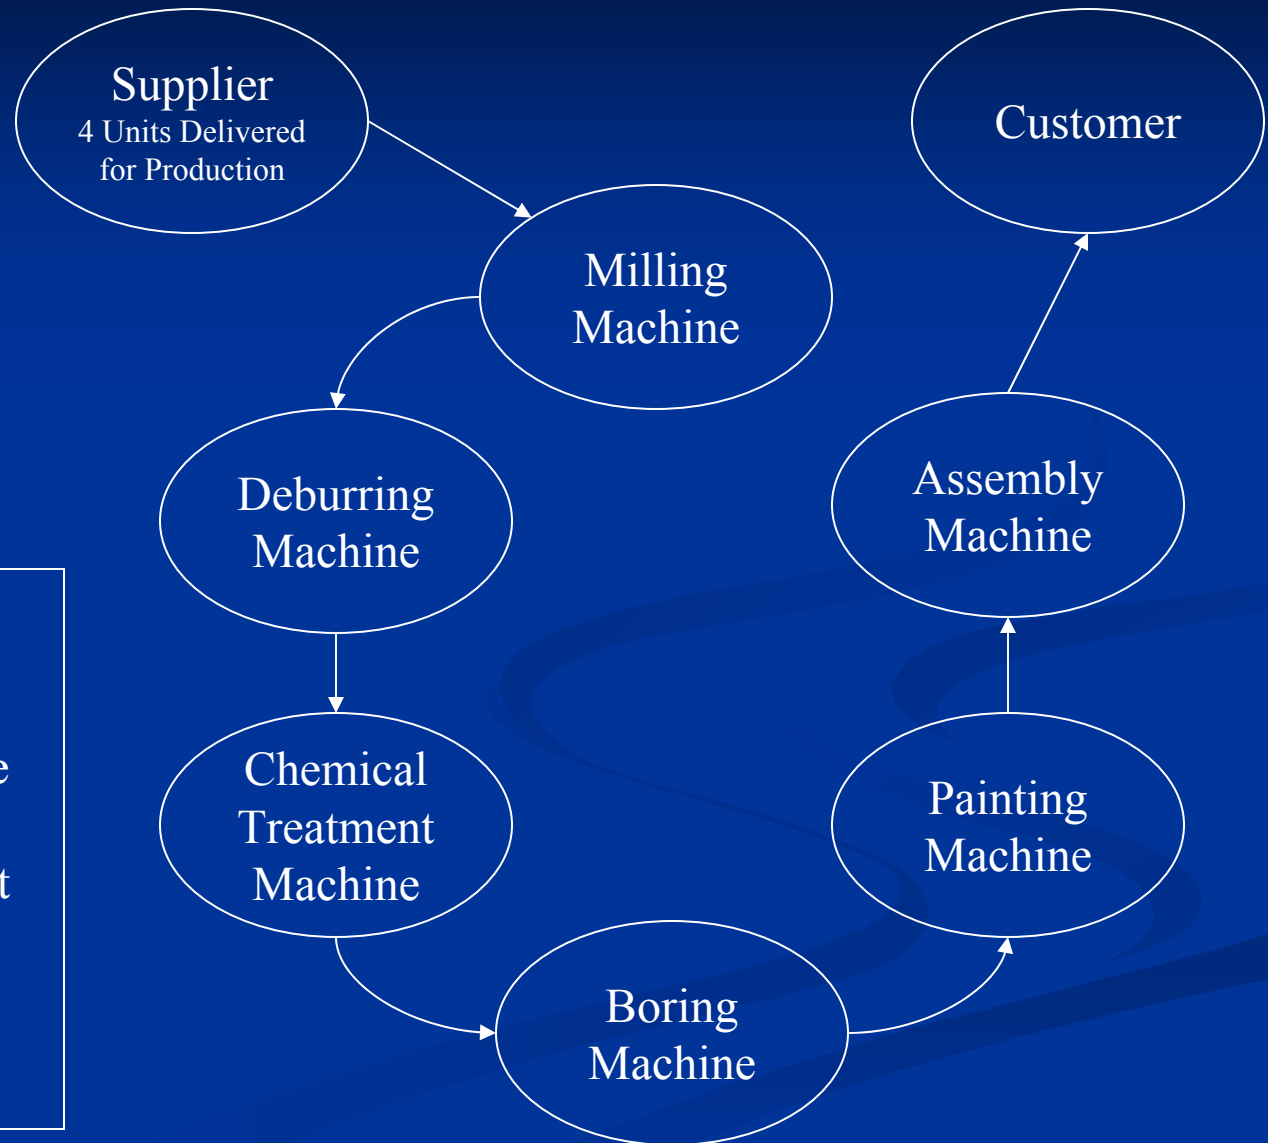 Supplier
4 Units Delivered
for Production
Customer
Milling
Machine
Deburring
Machine
Assembly
Machine
Chemical
Treatment
Machine
Painting
Machine
Boring
Machine